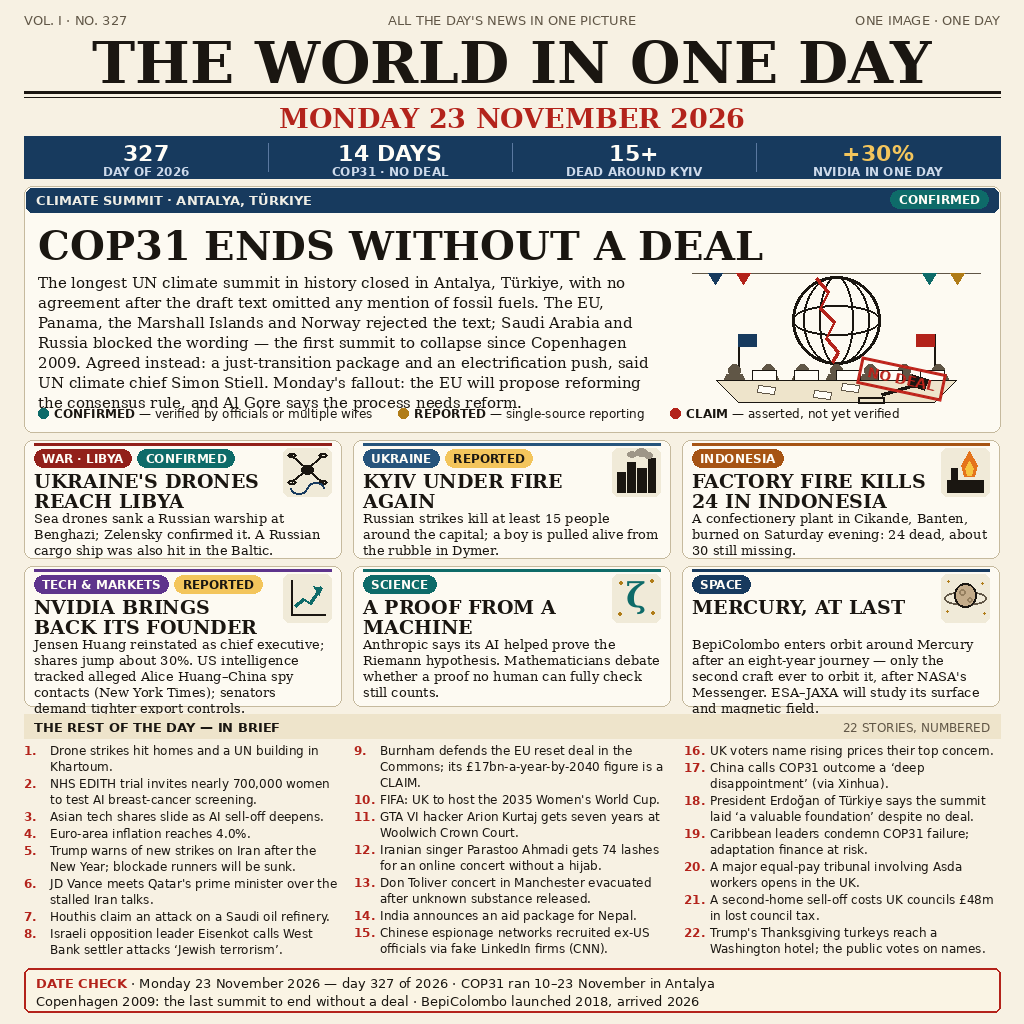 VOL. I · NO. 327
ALL THE DAY'S NEWS IN ONE PICTURE
ONE IMAGE · ONE DAY
THE WORLD IN ONE DAY
MONDAY 23 NOVEMBER 2026
327
DAY OF 2026
14 DAYS
COP31 · NO DEAL
15+
DEAD AROUND KYIV
+30%
NVIDIA IN ONE DAY
CLIMATE SUMMIT · ANTALYA, TÜRKIYE
CONFIRMED
COP31 ENDS WITHOUT A DEAL
The longest UN climate summit in history closed in Antalya, Türkiye, with no
agreement after the draft text omitted any mention of fossil fuels. The EU,
Panama, the Marshall Islands and Norway rejected the text; Saudi Arabia and
Russia blocked the wording — the first summit to collapse since Copenhagen
2009. Agreed instead: a just-transition package and an electrification push, said
UN climate chief Simon Stiell. Monday's fallout: the EU will propose reforming
the consensus rule, and Al Gore says the process needs reform.
NO DEAL
CONFIRMED — verified by officials or multiple wires
REPORTED — single-source reporting
CLAIM — asserted, not yet verified
WAR · LIBYA
CONFIRMED
UKRAINE'S DRONES
REACH LIBYA
Sea drones sank a Russian warship at
Benghazi; Zelensky confirmed it. A Russian
cargo ship was also hit in the Baltic.
UKRAINE
REPORTED
KYIV UNDER FIRE
AGAIN
Russian strikes kill at least 15 people
around the capital; a boy is pulled alive from
the rubble in Dymer.
INDONESIA
FACTORY FIRE KILLS
24 IN INDONESIA
A confectionery plant in Cikande, Banten,
burned on Saturday evening: 24 dead, about
30 still missing.
TECH & MARKETS
REPORTED
NVIDIA BRINGS
BACK ITS FOUNDER
Jensen Huang reinstated as chief executive;
shares jump about 30%. US intelligence
tracked alleged Alice Huang–China spy
contacts (New York Times); senators
demand tighter export controls.
SCIENCE
ζ
A PROOF FROM A
MACHINE
Anthropic says its AI helped prove the
Riemann hypothesis. Mathematicians debate
whether a proof no human can fully check
still counts.
SPACE
MERCURY, AT LAST
BepiColombo enters orbit around Mercury
after an eight-year journey — only the
second craft ever to orbit it, after NASA's
Messenger. ESA–JAXA will study its surface
and magnetic field.
THE REST OF THE DAY — IN BRIEF
22 STORIES, NUMBERED
1. Drone strikes hit homes and a UN building in
Khartoum.
2. NHS EDITH trial invites nearly 700,000 women
to test AI breast-cancer screening.
3. Asian tech shares slide as AI sell-off deepens.
4. Euro-area inflation reaches 4.0%.
5. Trump warns of new strikes on Iran after the
New Year; blockade runners will be sunk.
6. JD Vance meets Qatar's prime minister over the
stalled Iran talks.
7. Houthis claim an attack on a Saudi oil refinery.
8. Israeli opposition leader Eisenkot calls West
Bank settler attacks ‘Jewish terrorism’.
9. Burnham defends the EU reset deal in the
Commons; its £17bn-a-year-by-2040 figure is a
CLAIM.
10. FIFA: UK to host the 2035 Women's World Cup.
11. GTA VI hacker Arion Kurtaj gets seven years at
Woolwich Crown Court.
12. Iranian singer Parastoo Ahmadi gets 74 lashes
for an online concert without a hijab.
13. Don Toliver concert in Manchester evacuated
after unknown substance released.
14. India announces an aid package for Nepal.
15. Chinese espionage networks recruited ex-US
officials via fake LinkedIn firms (CNN).
16. UK voters name rising prices their top concern.
17. China calls COP31 outcome a ‘deep
disappointment’ (via Xinhua).
18. President Erdoğan of Türkiye says the summit
laid ‘a valuable foundation’ despite no deal.
19. Caribbean leaders condemn COP31 failure;
adaptation finance at risk.
20. A major equal-pay tribunal involving Asda
workers opens in the UK.
21. A second-home sell-off costs UK councils £48m
in lost council tax.
22. Trump's Thanksgiving turkeys reach a
Washington hotel; the public votes on names.
DATE CHECK · Monday 23 November 2026 — day 327 of 2026 · COP31 ran 10–23 November in Antalya
Copenhagen 2009: the last summit to end without a deal · BepiColombo launched 2018, arrived 2026